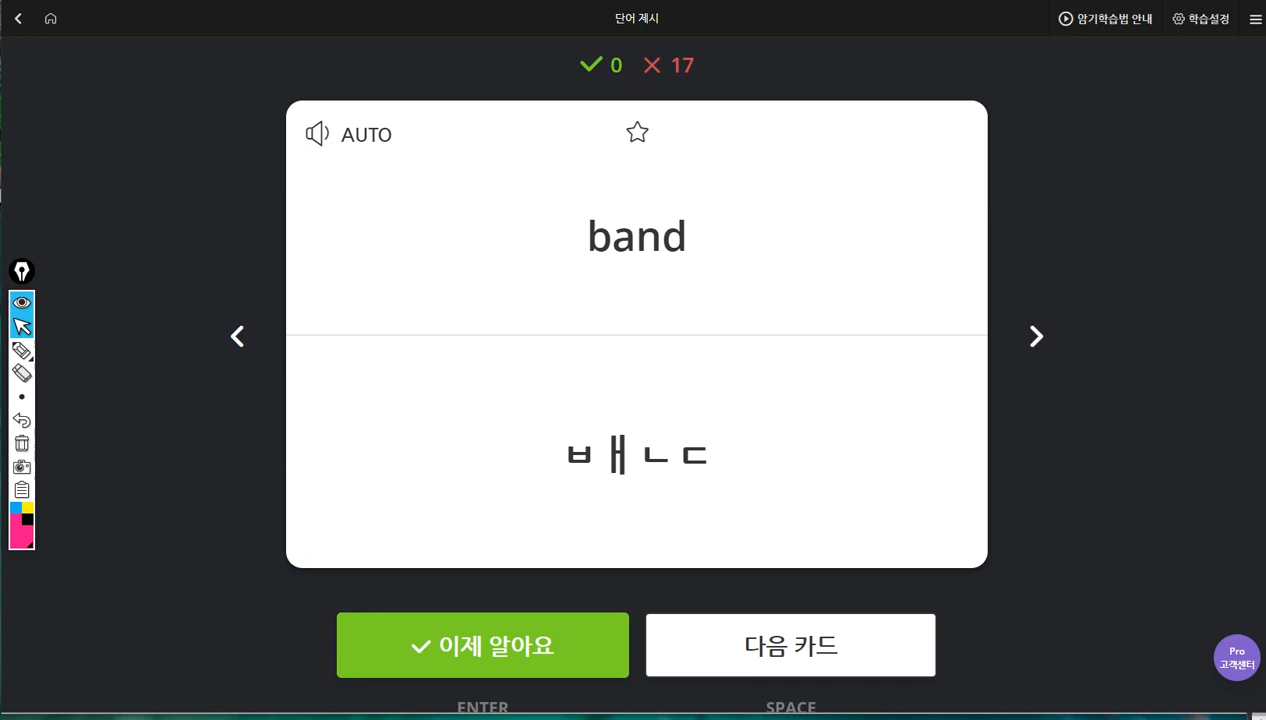 단어 제시
암기학습법 안내
학습설정
0
17
AUTO
band
ㅂㅐㄴㄷ
이제 알아요
다음 카드
ENTER
SPACE
Pro
고객센터